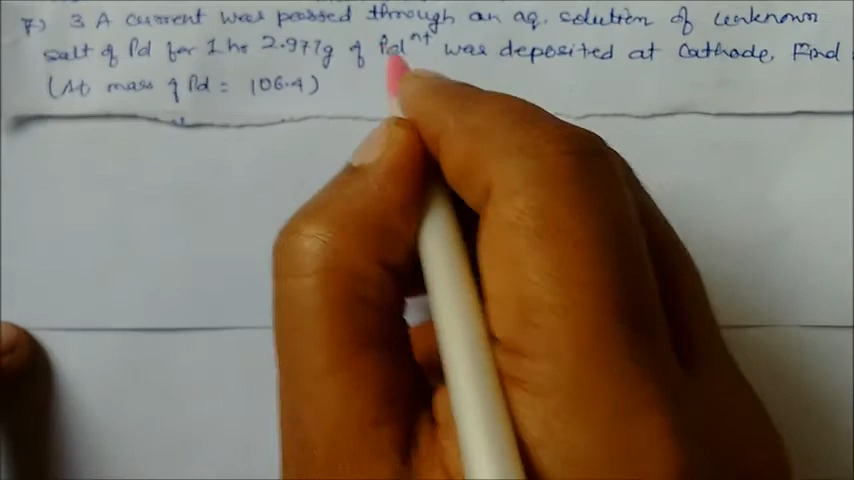 7) 3 A current was passed through an aq. solution of unknown
salt of Pd for 1 hr 2.977g of Pdⁿ⁺ was deposited at Cathode, Find
(At mass of Pd = 106.4)